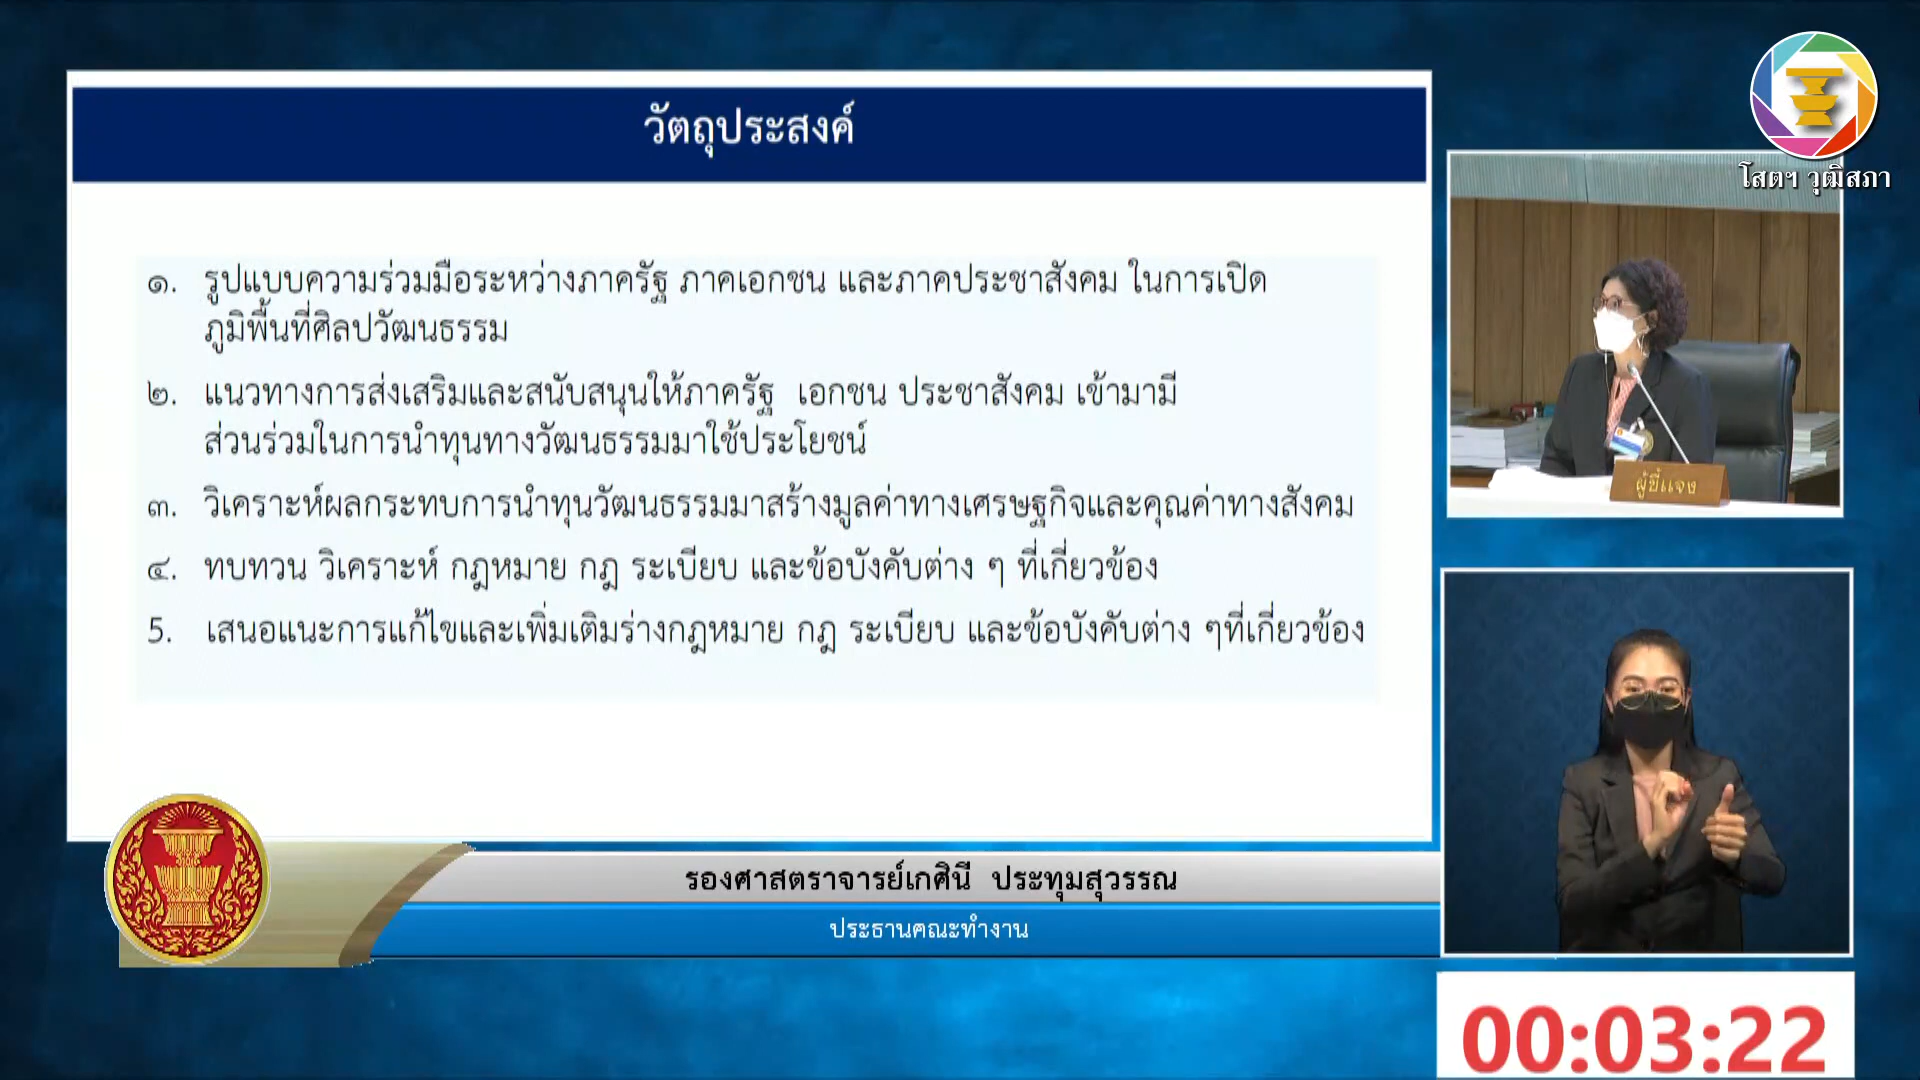 วัตถุประสงค์
๑. รูปแบบความร่วมมือระหว่างภาครัฐ ภาคเอกชน และภาคประชาสังคม ในการเปิด
ภูมิพื้นที่ศิลปวัฒนธรรม
๒. แนวทางการส่งเสริมและสนับสนุนให้ภาครัฐ เอกชน ประชาสังคม เข้ามามี
ส่วนร่วมในการนำทุนทางวัฒนธรรมมาใช้ประโยชน์
๓. วิเคราะห์ผลกระทบการนำทุนวัฒนธรรมมาสร้างมูลค่าทางเศรษฐกิจและคุณค่าทางสังคม
๔. ทบทวน วิเคราะห์ กฎหมาย กฎ ระเบียบ และข้อบังคับต่าง ๆ ที่เกี่ยวข้อง
5. เสนอแนะการแก้ไขและเพิ่มเติมร่างกฎหมาย กฎ ระเบียบ และข้อบังคับต่าง ๆที่เกี่ยวข้อง
โสตฯ วุฒิสภา
ผู้ชี้แจง
รองศาสตราจารย์เกศินี ประทุมสุวรรณ
ประธานคณะทำงาน
00:03:22